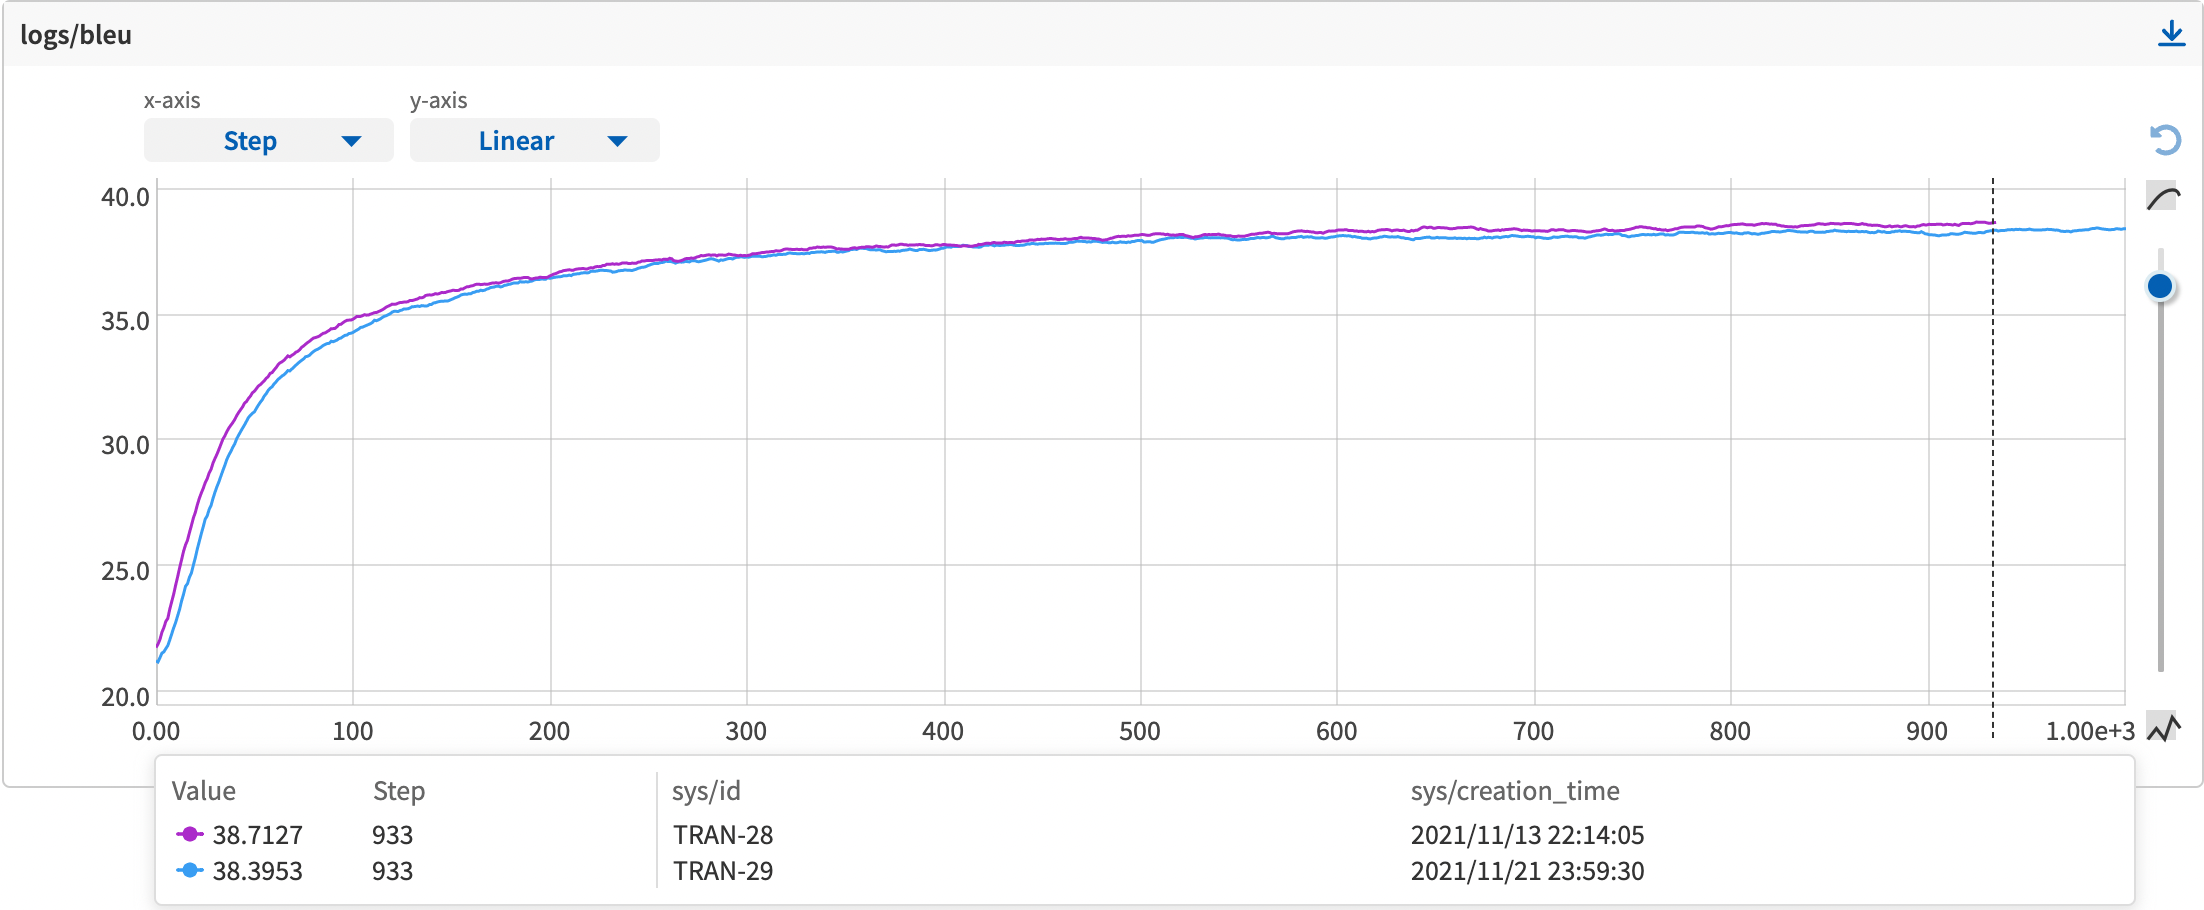 logs/bleu
x-axis y-axis
Step Linear
40.0
35.0
30.0
25.0
20.0
0.00 100 200 300 400 500 600 700 800 900 1.00e+3
Value Step sys/id sys/creation_time
38.7127 933 TRAN-28 2021/11/13 22:14:05
38.3953 933 TRAN-29 2021/11/21 23:59:30